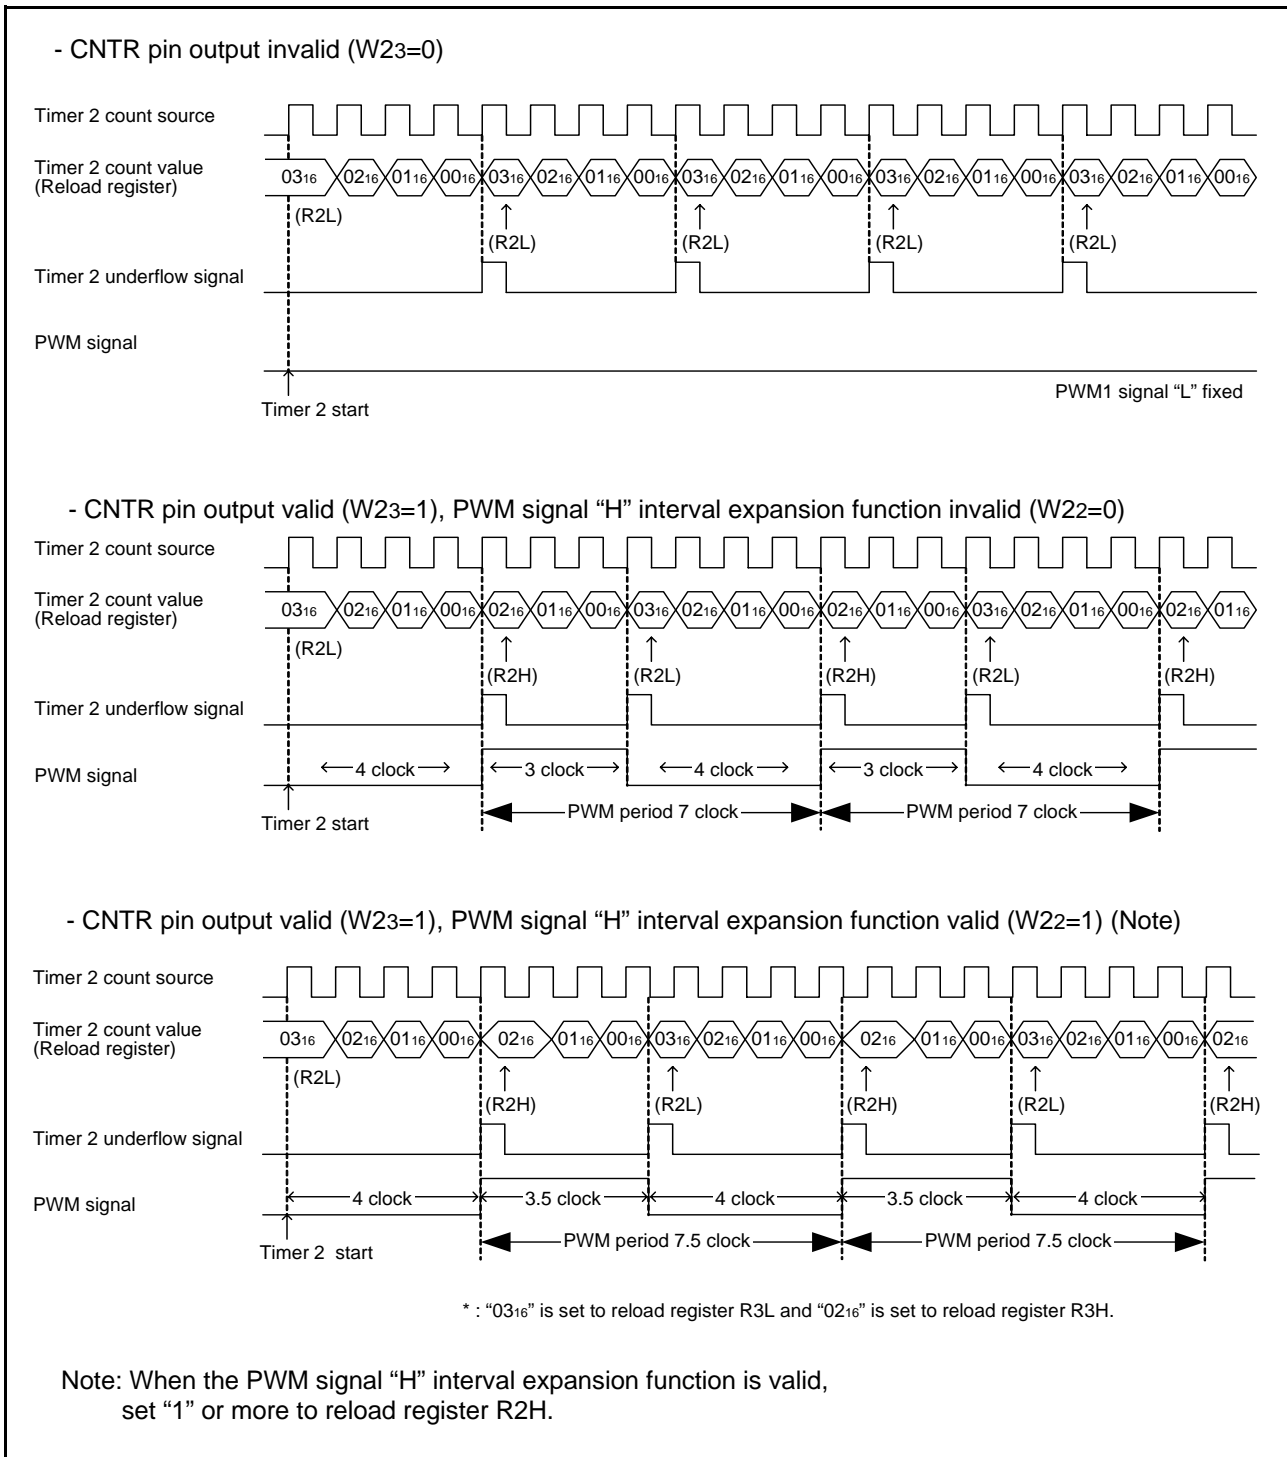 - CNTR pin output invalid (W23=0)
Timer 2 count source
Timer 2 count value
(Reload register)
0316 0216 0116 0016 0316 0216 0116 0016 0316 0216 0116 0016 0316 0216 0116 0016 0316 0216 0116 0016
(R2L)
(R2L) (R2L) (R2L) (R2L)
Timer 2 underflow signal
PWM signal
PWM1 signal “L” fixed
Timer 2 start
- CNTR pin output valid (W23=1), PWM signal “H” interval expansion function invalid (W22=0)
Timer 2 count source
Timer 2 count value
(Reload register)
0316 0216 0116 0016 0216 0116 0016 0316 0216 0116 0016 0216 0116 0016 0316 0216 0116 0016 0216 0116
(R2L)
(R2H) (R2L) (R2H) (R2L) (R2H)
Timer 2 underflow signal
PWM signal
4 clock 3 clock 4 clock 3 clock 4 clock
PWM period 7 clock PWM period 7 clock
Timer 2 start
- CNTR pin output valid (W23=1), PWM signal “H” interval expansion function valid (W22=1) (Note)
Timer 2 count source
Timer 2 count value
(Reload register)
0316 0216 0116 0016 0216 0116 0016 0316 0216 0116 0016 0216 0116 0016 0316 0216 0116 0016 0216
(R2L)
(R2H) (R2L) (R2H) (R2L) (R2H)
Timer 2 underflow signal
PWM signal
4 clock 3.5 clock 4 clock 3.5 clock 4 clock
PWM period 7.5 clock PWM period 7.5 clock
Timer 2 start
* : “0316” is set to reload register R3L and “0216” is set to reload register R3H.
Note: When the PWM signal “H” interval expansion function is valid,
set “1” or more to reload register R2H.